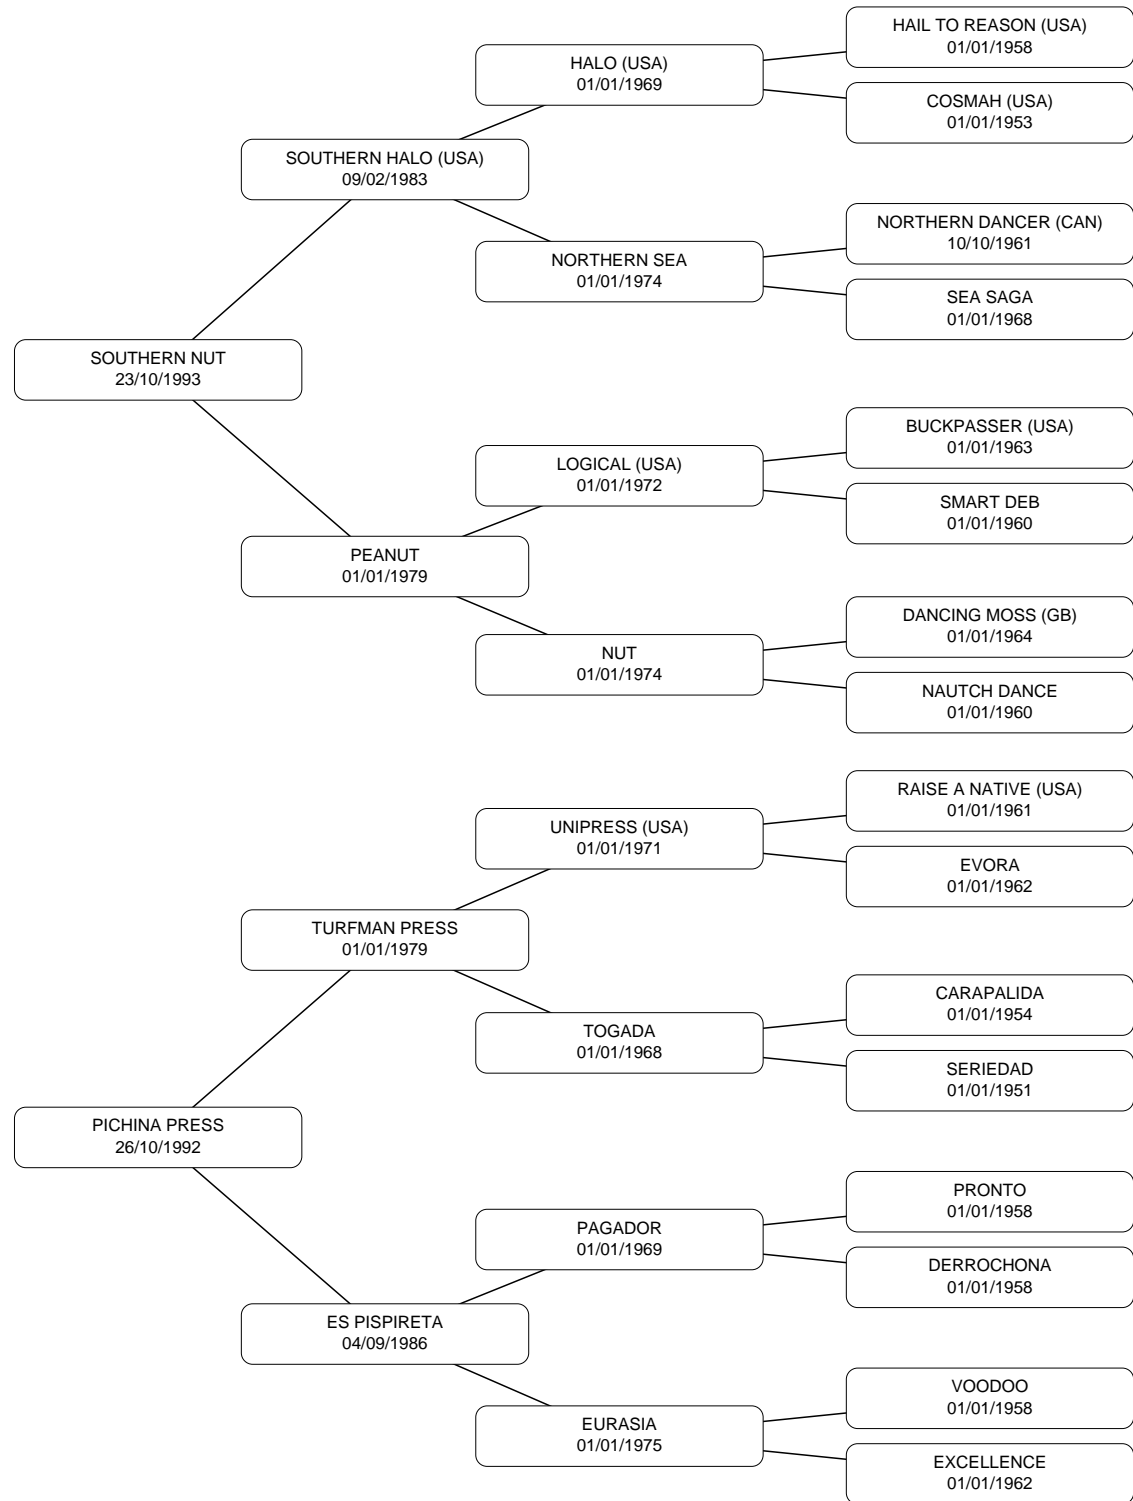 HAIL TO REASON (USA)
01/01/1958
HALO (USA)
01/01/1969
COSMAH (USA)
01/01/1953
SOUTHERN HALO (USA)
09/02/1983
NORTHERN DANCER (CAN)
10/10/1961
NORTHERN SEA
01/01/1974
SEA SAGA
01/01/1968
SOUTHERN NUT
23/10/1993
BUCKPASSER (USA)
01/01/1963
LOGICAL (USA)
01/01/1972
SMART DEB
01/01/1960
PEANUT
01/01/1979
DANCING MOSS (GB)
01/01/1964
NUT
01/01/1974
NAUTCH DANCE
01/01/1960
RAISE A NATIVE (USA)
01/01/1961
UNIPRESS (USA)
01/01/1971
EVORA
01/01/1962
TURFMAN PRESS
01/01/1979
CARAPALIDA
01/01/1954
TOGADA
01/01/1968
SERIEDAD
01/01/1951
PICHINA PRESS
26/10/1992
PRONTO
01/01/1958
PAGADOR
01/01/1969
DERROCHONA
01/01/1958
ES PISPIRETA
04/09/1986
VOODOO
01/01/1958
EURASIA
01/01/1975
EXCELLENCE
01/01/1962